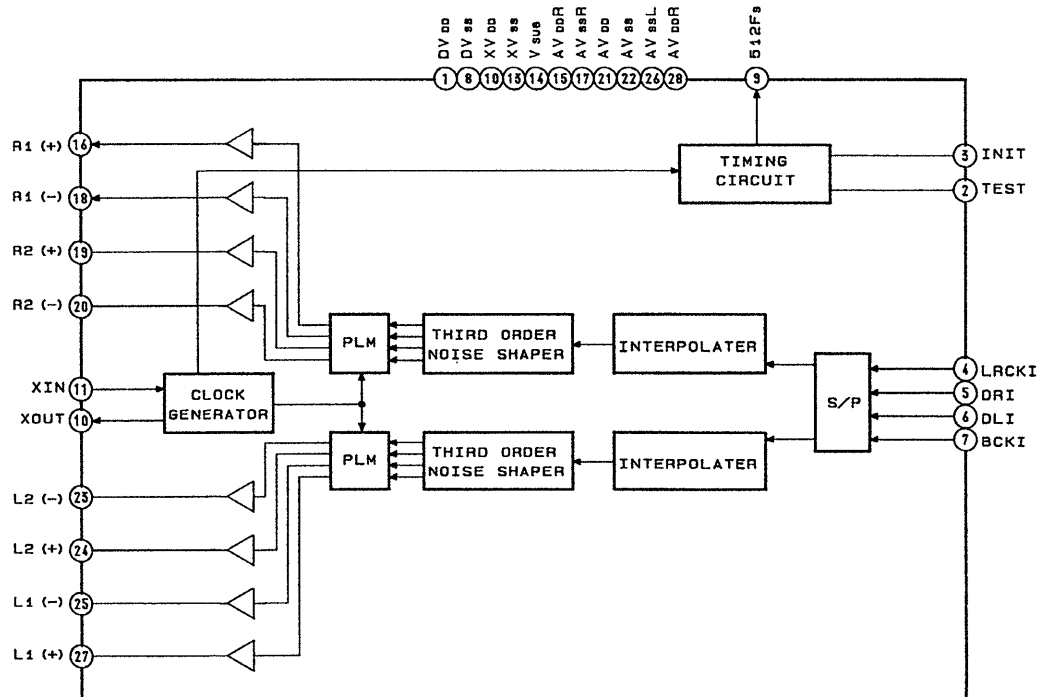 DVDD
DVSS
XVDD
XVSS
VSUB
AVDDR
AVSSR
AVDD
AVSS
AVSSL
AVDDR
512Fs
1 8 10 13 14 15 17 21 22 26 28 9
R1 (+) 16
R1 (-) 18
R2 (+) 19
R2 (-) 20
XIN 11
XOUT 10
L2 (-) 23
L2 (+) 24
L1 (-) 25
L1 (+) 27
TIMING
CIRCUIT
3 INIT
2 TEST
PLM
THIRD ORDER
NOISE SHAPER
INTERPOLATER
CLOCK
GENERATOR
S/P
4 LRCKI
5 DRI
6 DLI
7 BCKI
PLM
THIRD ORDER
NOISE SHAPER
INTERPOLATER